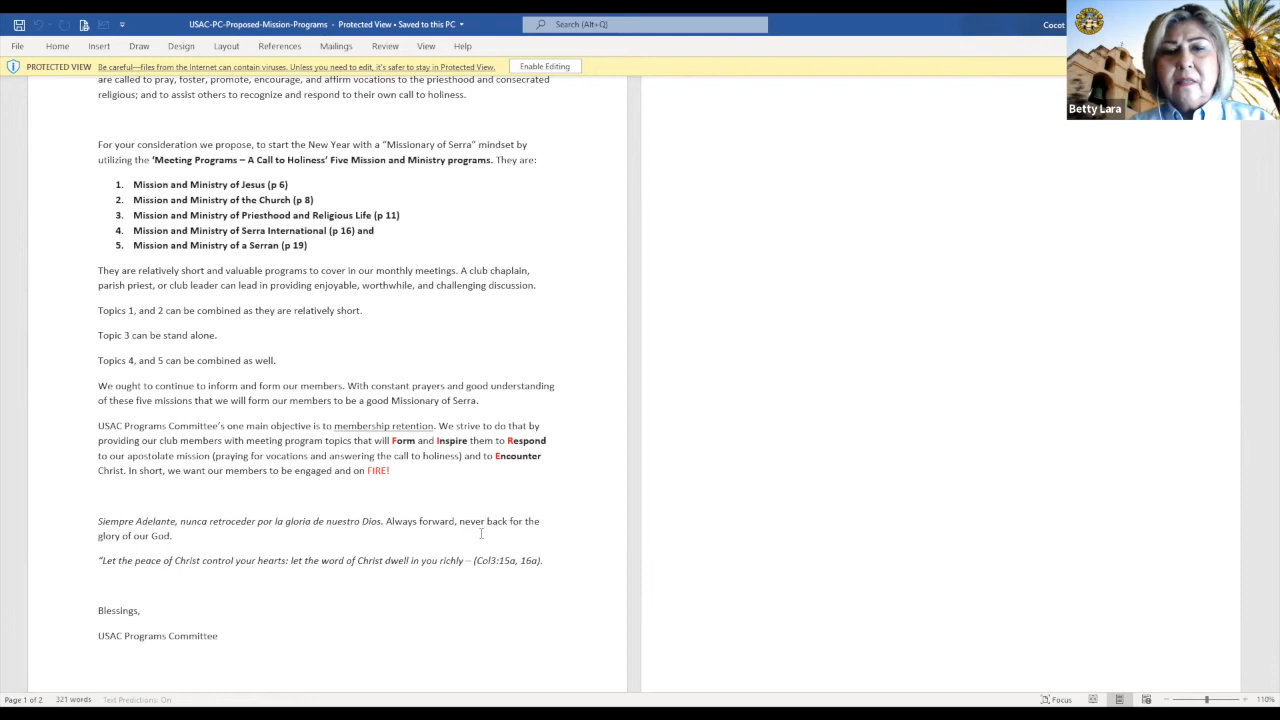 USAC-PC-Proposed-Mission-Programs - Protected View • Saved to this PC
Search (Alt+Q)
Cocot
File Home Insert Draw Design Layout References Mailings Review View Help
PROTECTED VIEW Be careful—files from the Internet can contain viruses. Unless you need to edit, it's safer to stay in Protected View. Enable Editing
Betty Lara
are called to pray, foster, promote, encourage, and affirm vocations to the priesthood and consecrated
religious; and to assist others to recognize and respond to their own call to holiness.
For your consideration we propose, to start the New Year with a “Missionary of Serra” mindset by
utilizing the ‘Meeting Programs – A Call to Holiness’ Five Mission and Ministry programs. They are:
1. Mission and Ministry of Jesus (p 6)
2. Mission and Ministry of the Church (p 8)
3. Mission and Ministry of Priesthood and Religious Life (p 11)
4. Mission and Ministry of Serra International (p 16) and
5. Mission and Ministry of a Serran (p 19)
They are relatively short and valuable programs to cover in our monthly meetings. A club chaplain,
parish priest, or club leader can lead in providing enjoyable, worthwhile, and challenging discussion.
Topics 1, and 2 can be combined as they are relatively short.
Topic 3 can be stand alone.
Topics 4, and 5 can be combined as well.
We ought to continue to inform and form our members. With constant prayers and good understanding
of these five missions that we will form our members to be a good Missionary of Serra.
USAC Programs Committee’s one main objective is to membership retention. We strive to do that by
providing our club members with meeting program topics that will Form and Inspire them to Respond
to our apostolate mission (praying for vocations and answering the call to holiness) and to Encounter
Christ. In short, we want our members to be engaged and on FIRE!
Siempre Adelante, nunca retroceder por la gloria de nuestro Dios. Always forward, never back for the
glory of our God.
“Let the peace of Christ control your hearts: let the word of Christ dwell in you richly – (Col3:15a, 16a).
Blessings,
USAC Programs Committee
Page 1 of 2 321 words Text Predictions: On Focus 110%